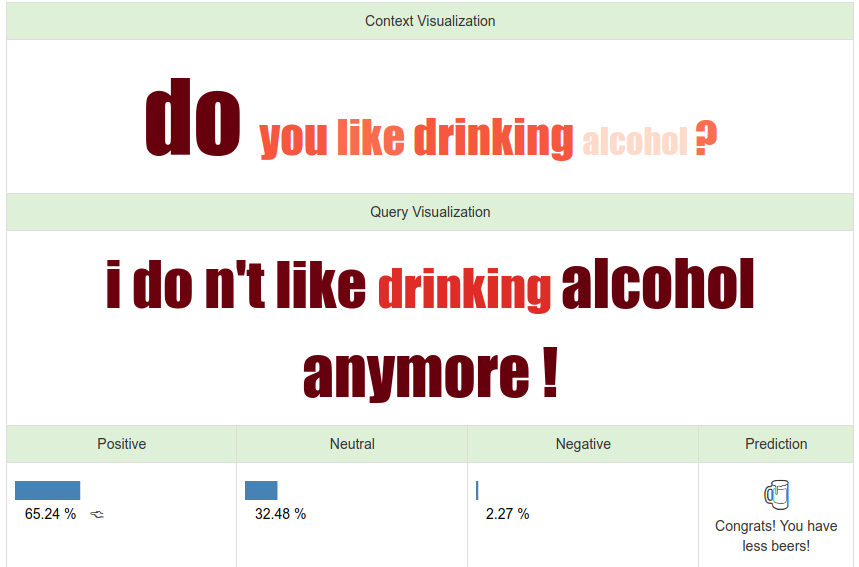 Context Visualization
do you like drinking alcohol ?
Query Visualization
i do n't like drinking alcohol
anymore !
Positive Neutral Negative Prediction
65.24 % 32.48 % 2.27 %
Congrats! You have
less beers!